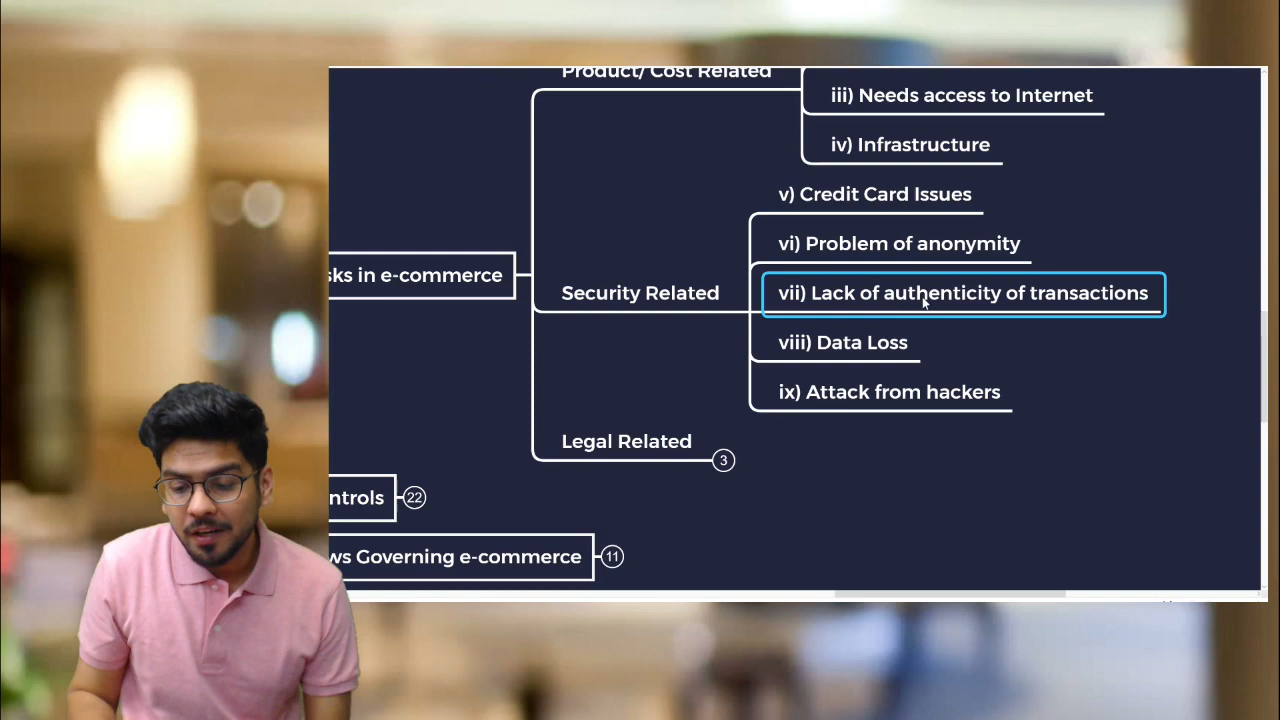 Product/ Cost Related
iii) Needs access to Internet
iv) Infrastructure
v) Credit Card Issues
vi) Problem of anonymity
sks in e-commerce
Security Related
vii) Lack of authenticity of transactions
viii) Data Loss
ix) Attack from hackers
Legal Related
3
ntrols
22
ws Governing e-commerce
11